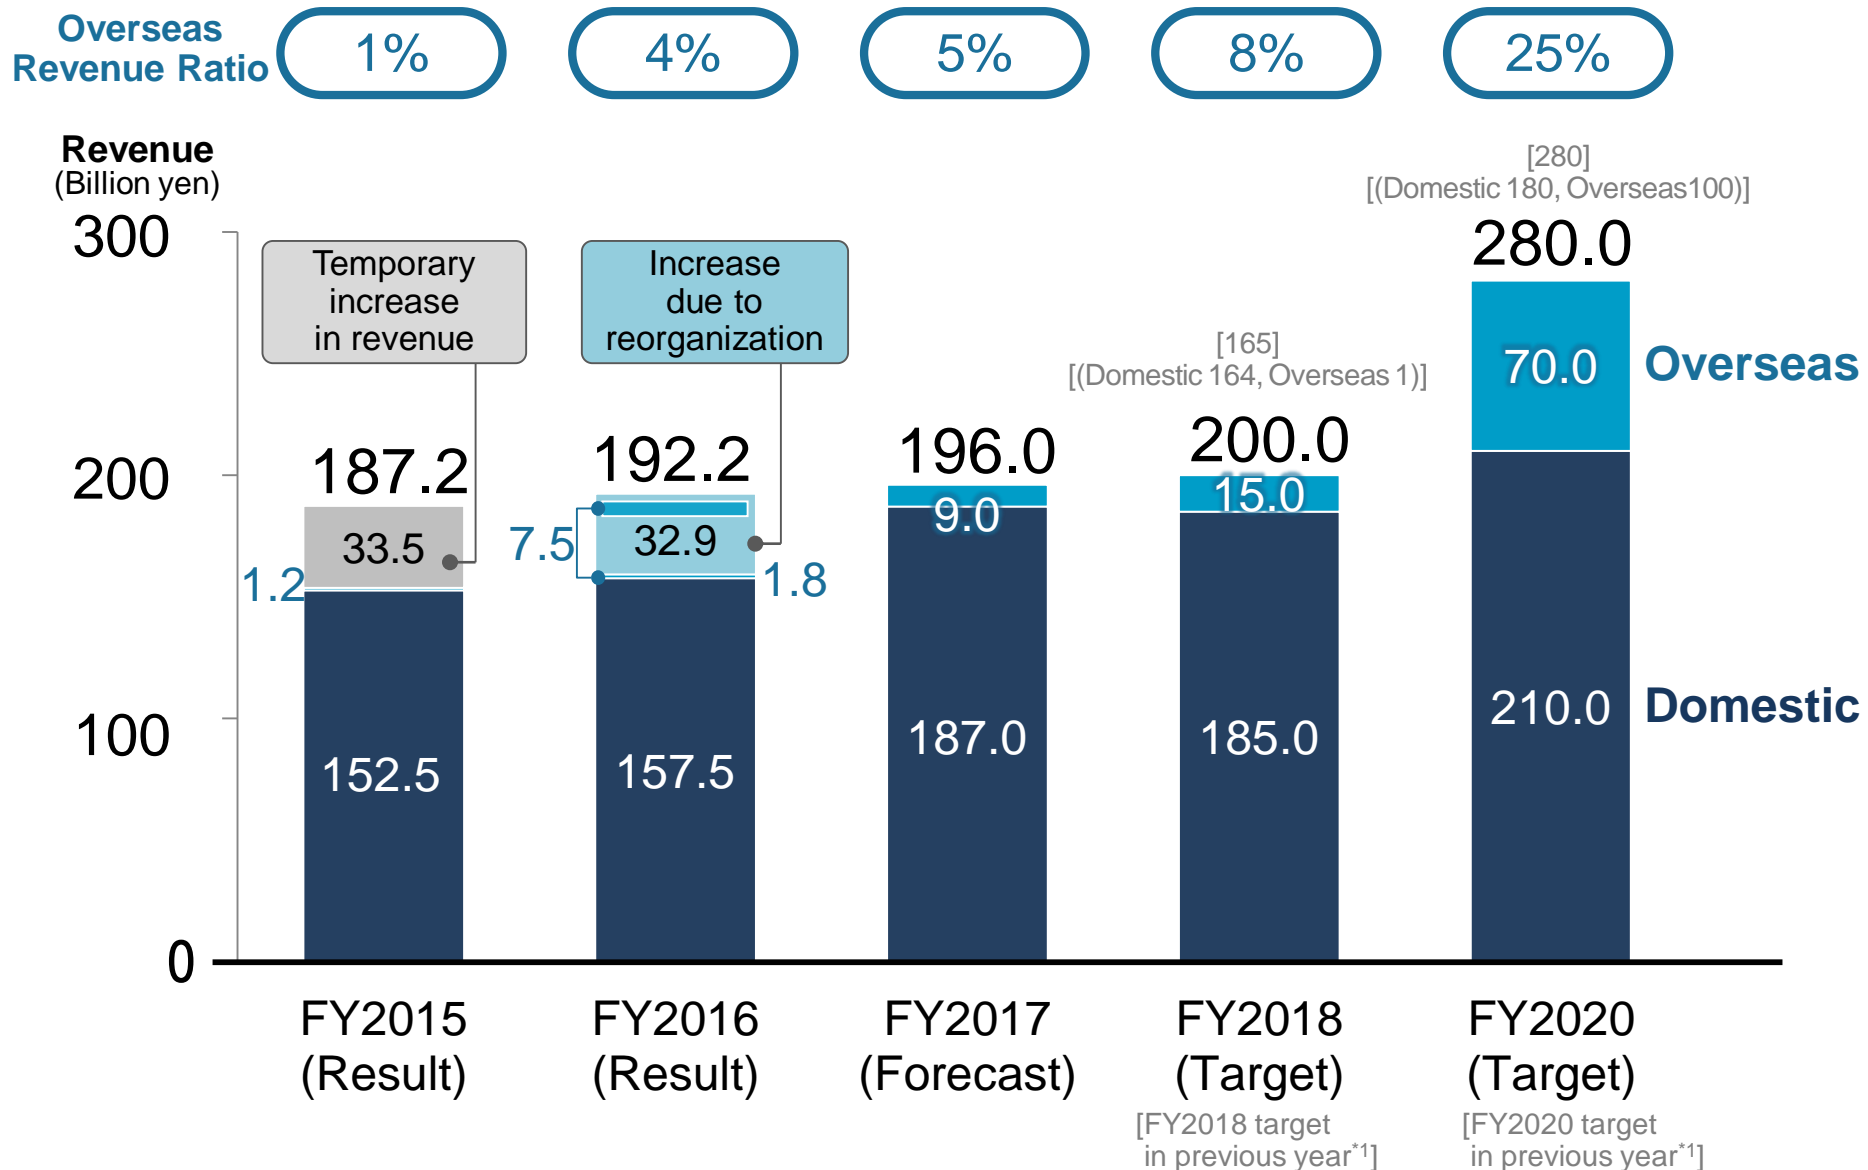 Overseas
Revenue Ratio
1%
4%
5%
8%
25%
Revenue
(Billion yen)
300
200
100
0
Temporary
increase
in revenue
Increase
due to
reorganization
[165]
[(Domestic 164, Overseas 1)]
[280]
[(Domestic 180, Overseas100)]
187.2
33.5
1.2
152.5
192.2
7.5
32.9
1.8
157.5
196.0
9.0
187.0
200.0
15.0
185.0
280.0
70.0
210.0
Overseas
Domestic
FY2015
(Result)
FY2016
(Result)
FY2017
(Forecast)
FY2018
(Target)
[FY2018 target
in previous year*1]
FY2020
(Target)
[FY2020 target
in previous year*1]